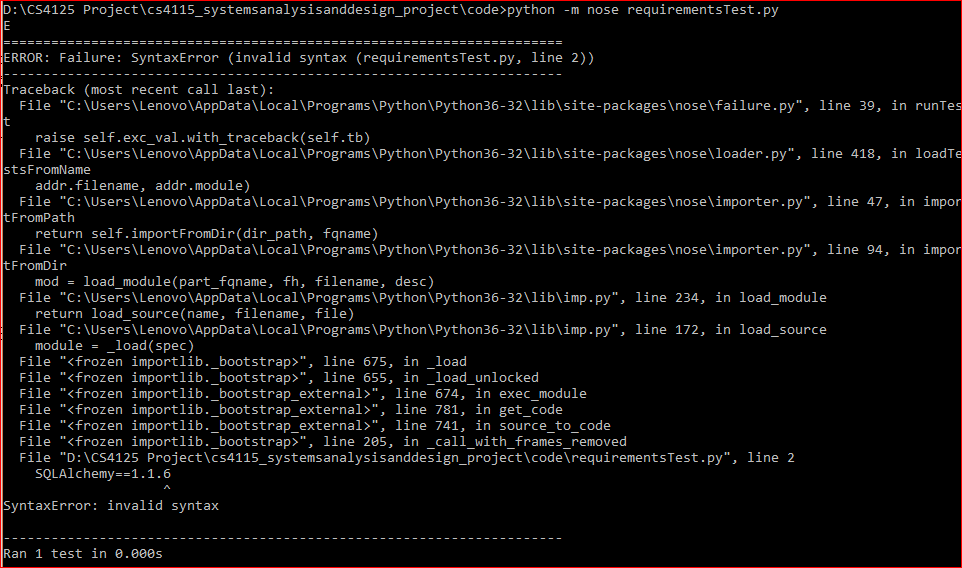 D:\CS4125 Project\cs4115_systemsanalysisanddesign_project\code>python -m nose requirementsTest.py
E
======================================================================
ERROR: Failure: SyntaxError (invalid syntax (requirementsTest.py, line 2))
----------------------------------------------------------------------
Traceback (most recent call last):
  File "C:\Users\Lenovo\AppData\Local\Programs\Python\Python36-32\lib\site-packages\nose\failure.py", line 39, in runTes
t
    raise self.exc_val.with_traceback(self.tb)
  File "C:\Users\Lenovo\AppData\Local\Programs\Python\Python36-32\lib\site-packages\nose\loader.py", line 418, in loadTe
stsFromName
    addr.filename, addr.module)
  File "C:\Users\Lenovo\AppData\Local\Programs\Python\Python36-32\lib\site-packages\nose\importer.py", line 47, in impor
tFromPath
    return self.importFromDir(dir_path, fqname)
  File "C:\Users\Lenovo\AppData\Local\Programs\Python\Python36-32\lib\site-packages\nose\importer.py", line 94, in impor
tFromDir
    mod = load_module(part_fqname, fh, filename, desc)
  File "C:\Users\Lenovo\AppData\Local\Programs\Python\Python36-32\lib\imp.py", line 234, in load_module
    return load_source(name, filename, file)
  File "C:\Users\Lenovo\AppData\Local\Programs\Python\Python36-32\lib\imp.py", line 172, in load_source
    module = _load(spec)
  File "<frozen importlib._bootstrap>", line 675, in _load
  File "<frozen importlib._bootstrap>", line 655, in _load_unlocked
  File "<frozen importlib._bootstrap_external>", line 674, in exec_module
  File "<frozen importlib._bootstrap_external>", line 781, in get_code
  File "<frozen importlib._bootstrap_external>", line 741, in source_to_code
  File "<frozen importlib._bootstrap>", line 205, in _call_with_frames_removed
  File "D:\CS4125 Project\cs4115_systemsanalysisanddesign_project\code\requirementsTest.py", line 2
    SQLAlchemy==1.1.6
                    ^
SyntaxError: invalid syntax

----------------------------------------------------------------------
Ran 1 test in 0.000s